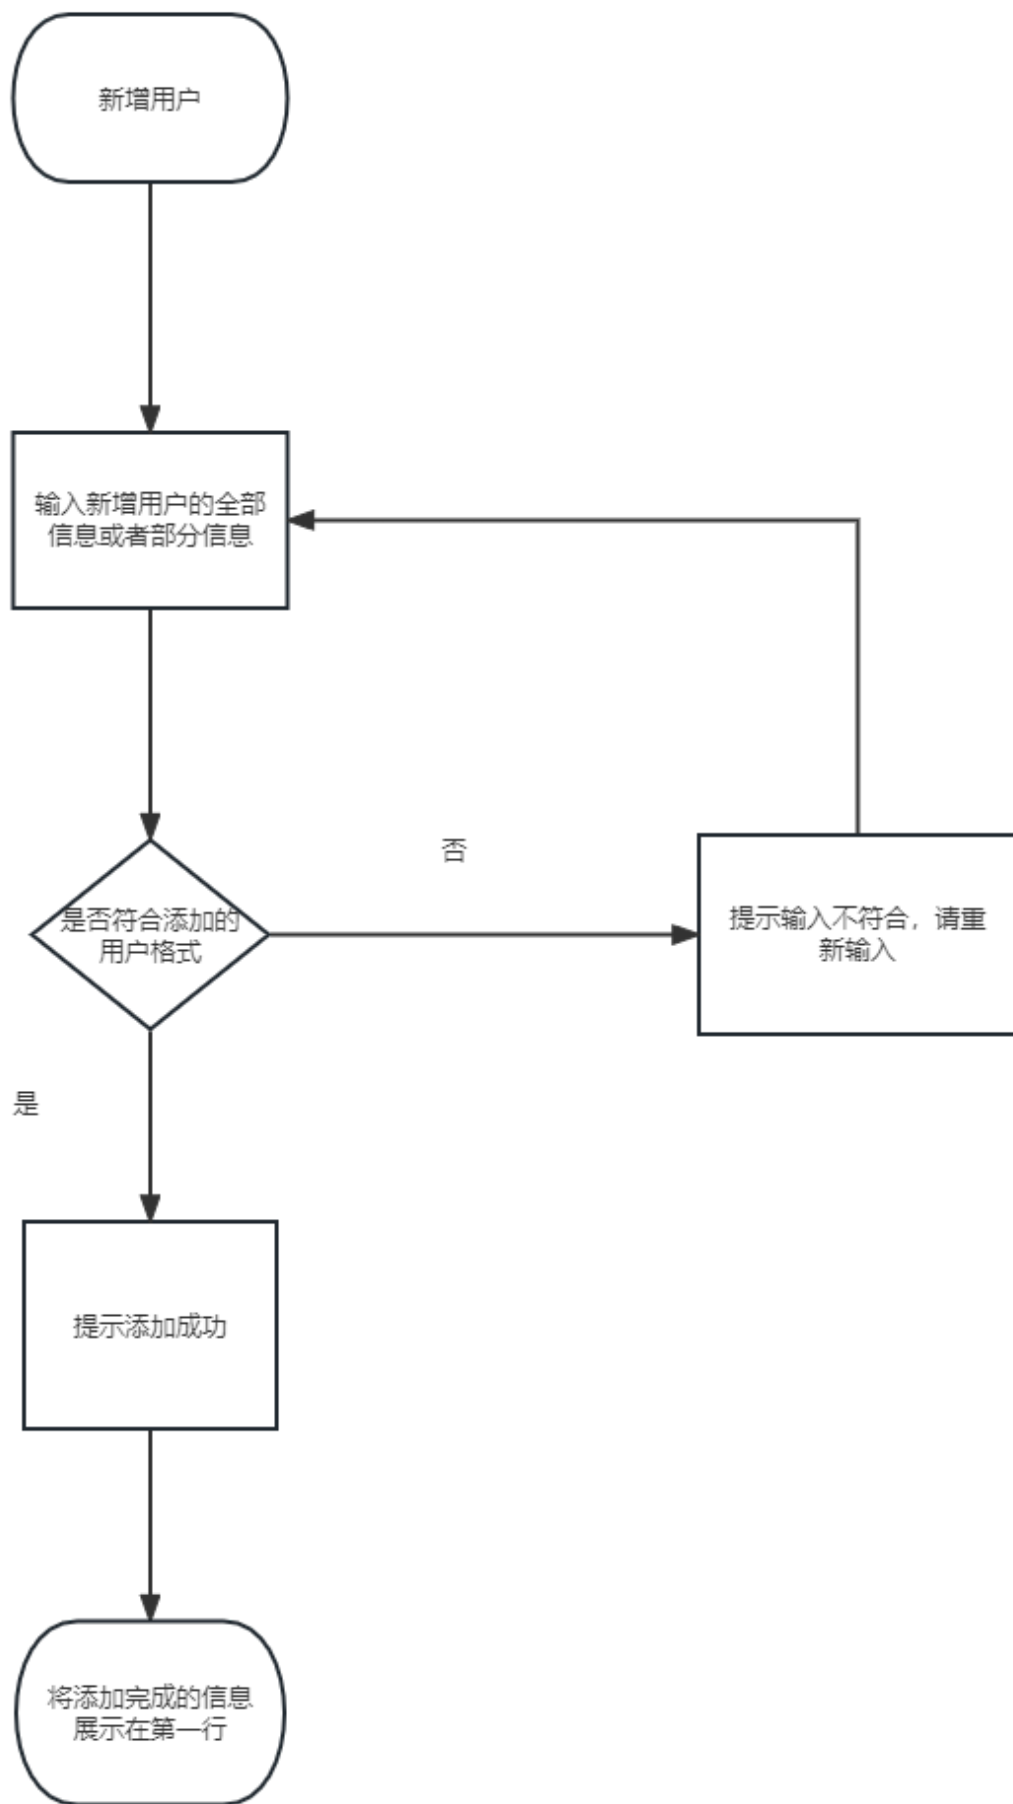 新增用户
输入新增用户的全部
信息或者部分信息
否
是否符合添加的
用户格式
提示输入不符合，请重
新输入
是
提示添加成功
将添加完成的信息
展示在第一行